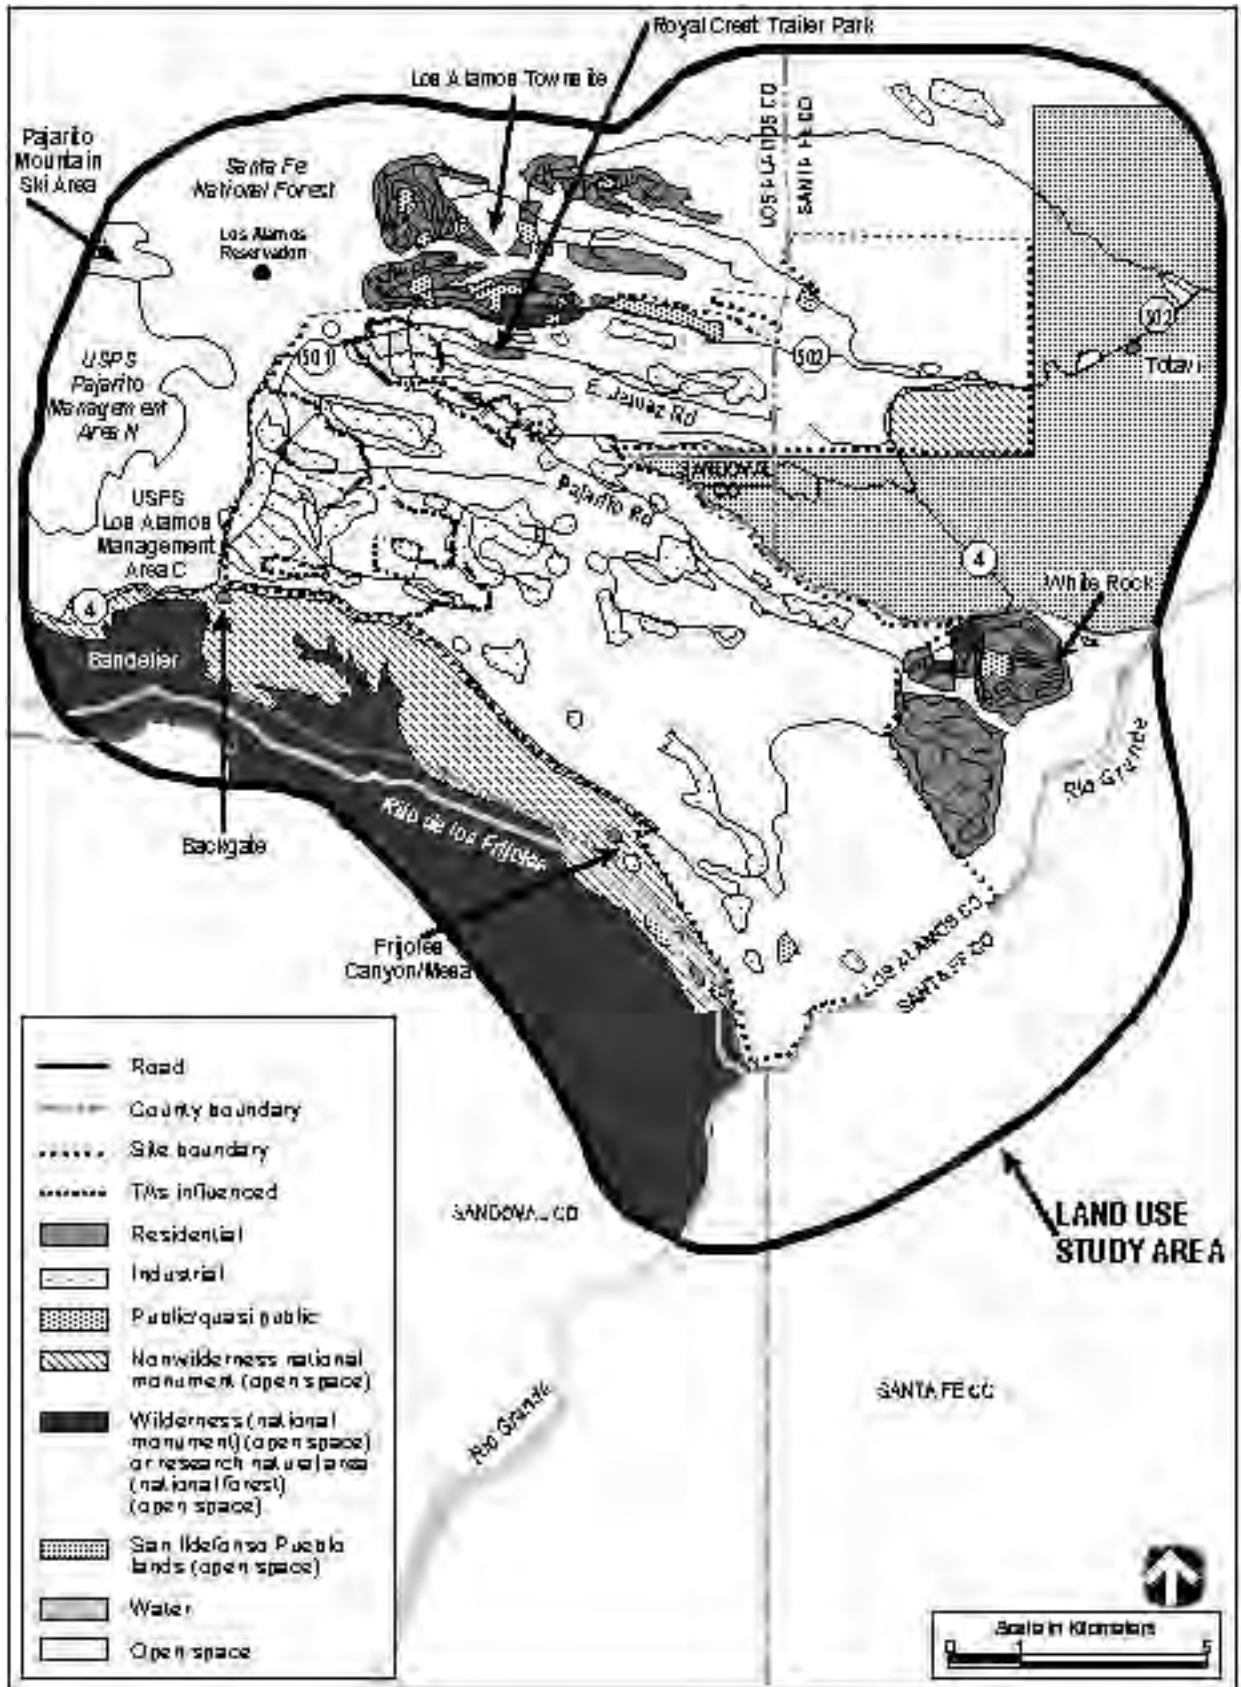 Royal Crest Trailer Park
Los Alamos Townsite
Pajarito
Mountain
Ski Area
Santa Fe
National Forest
Los Alamos
Reservation
LOS ALAMOS CO
SANTA FE CO
502
Totavi
501
502
USPS
Pajarito
Management
Area N
E. Jemez Rd
SANDOVAL
CO
Pajarito Rd
USPS
Los Alamos
Management
Area C
4
4
White Rock
Bandelier
Rio Grande
Backgate
Rito de los Frijoles
Frijoles
Canyon/Mesa
LOS ALAMOS CO
SANTA FE CO
LAND USE
STUDY AREA
SANDOVAL CO
SANTA FE CO
Rio Grande
Road
County boundary
Site boundary
TAs influenced
Residential
Industrial
Public/quasi public
Nonwilderness national
monument (open space)
Wilderness (national
monument) (open space)
or research natural area
(national forest)
(open space)
San Ildefonso Pueblo
lands (open space)
Water
Open space
Scale in Kilometers
0 1 5